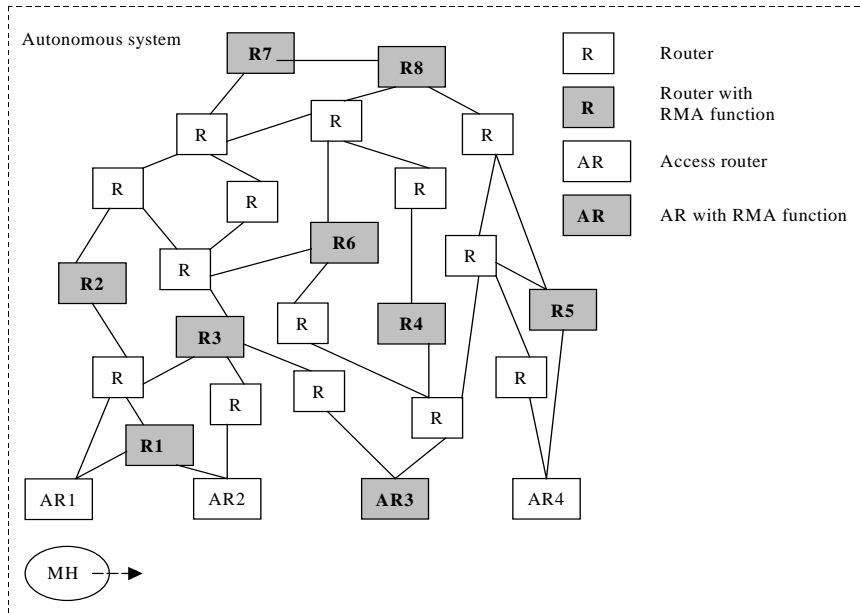 Autonomous system
R7
R8
R
Router
R
Router with
RMA function
R
R
R
AR
Access router
R
R
R
AR
AR with RMA function
R6
R
R
R2
R5
R3
R
R4
R
R
R
R
R
R1
AR1
AR2
AR3
AR4
MH